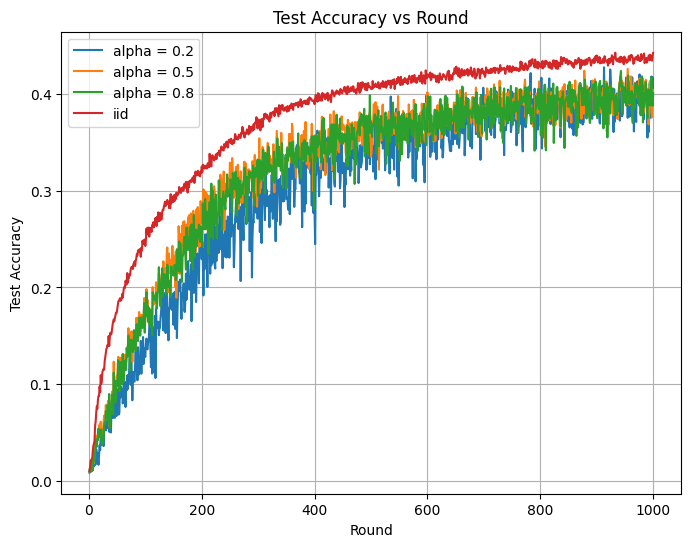 Test Accuracy vs Round
alpha = 0.2
alpha = 0.5
alpha = 0.8
iid
Test Accuracy
0.4
0.3
0.2
0.1
0.0
0
200
400
600
800
1000
Round